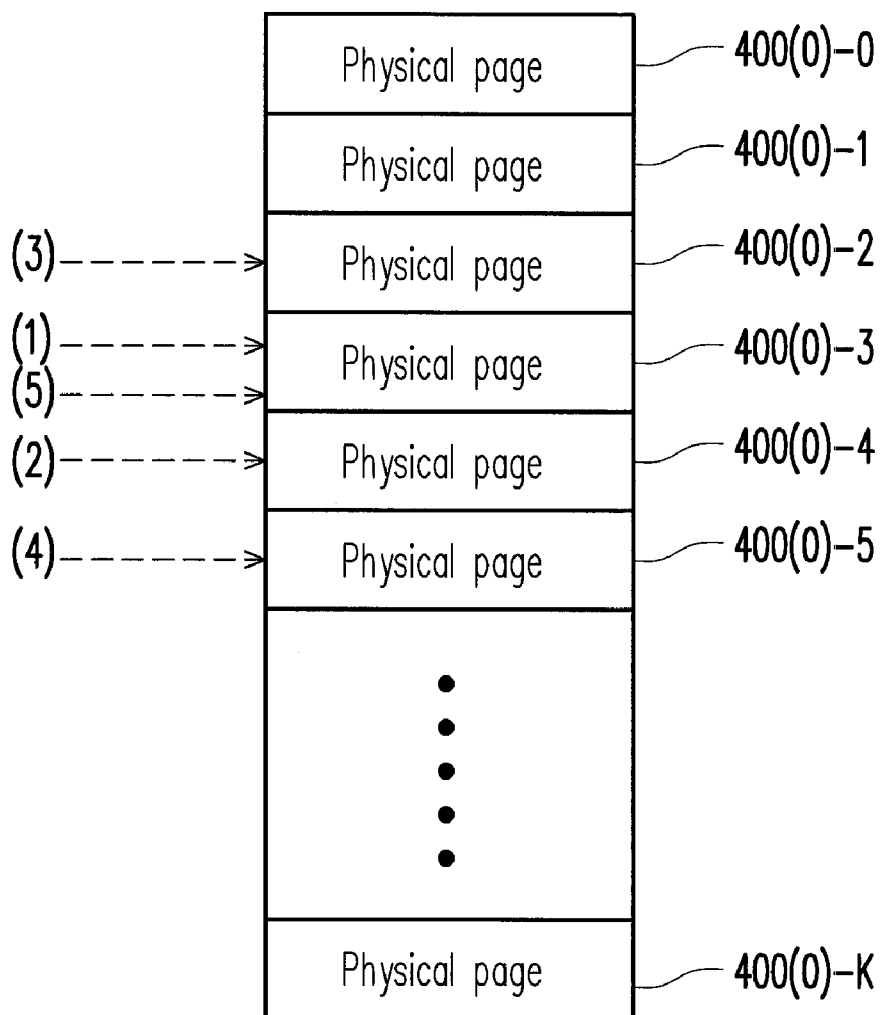 Physical page 400(0)-0
Physical page 400(0)-1
(3) Physical page 400(0)-2
(1) Physical page 400(0)-3
(5)
(2) Physical page 400(0)-4
(4) Physical page 400(0)-5
Physical page 400(0)-K